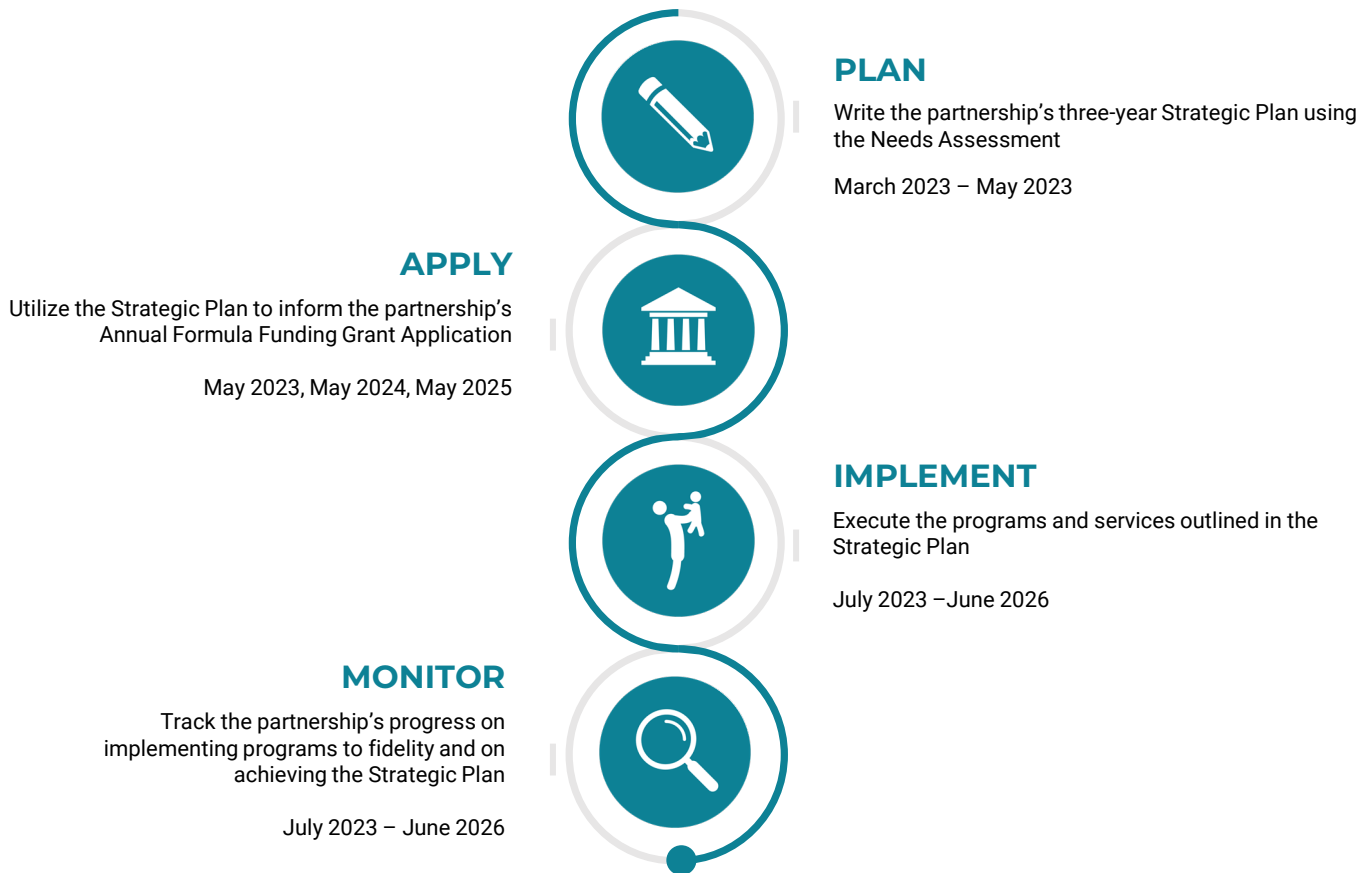 PLAN
Write the partnership’s three-year Strategic Plan using
the Needs Assessment
March 2023 – May 2023
APPLY
Utilize the Strategic Plan to inform the partnership’s
Annual Formula Funding Grant Application
May 2023, May 2024, May 2025
IMPLEMENT
Execute the programs and services outlined in the
Strategic Plan
July 2023 –June 2026
MONITOR
Track the partnership’s progress on
implementing programs to fidelity and on
achieving the Strategic Plan
July 2023 – June 2026